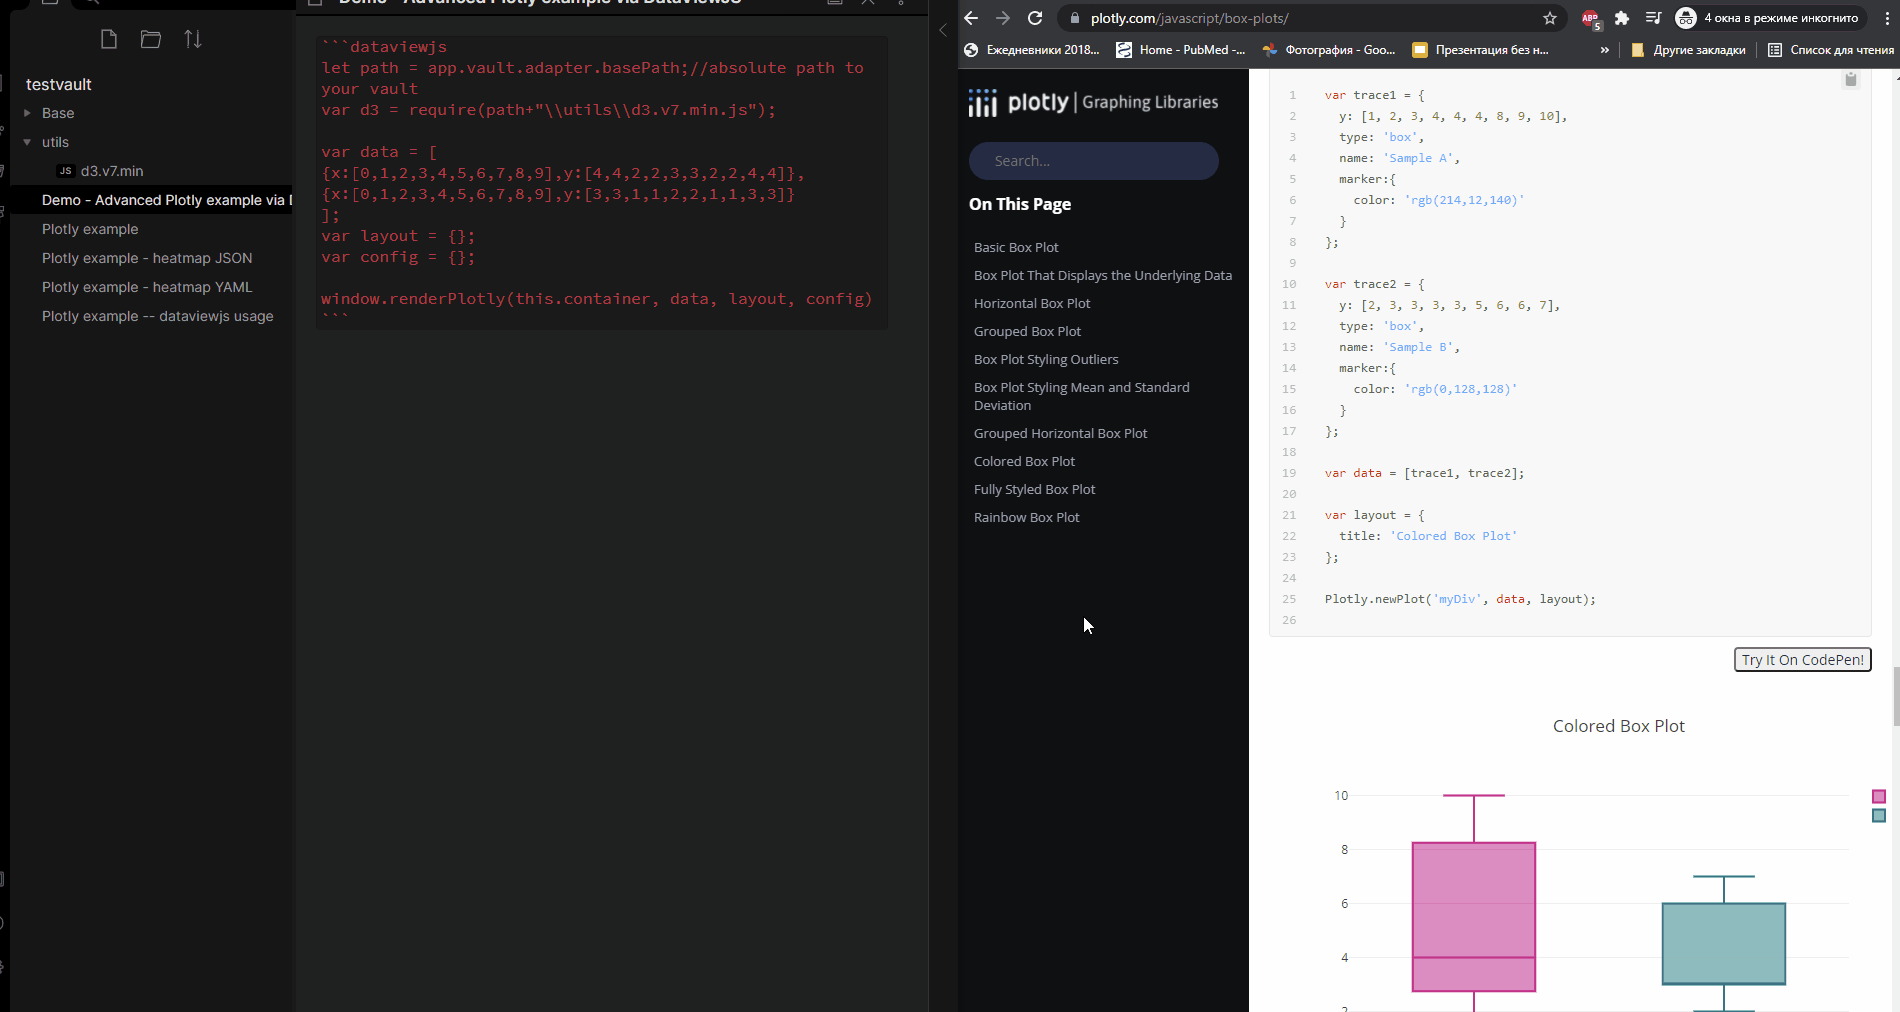 testvault
Base
utils
JS d3.v7.min
Demo - Advanced Plotly example via
Plotly example
Plotly example - heatmap JSON
Plotly example - heatmap YAML
Plotly example -- dataviewjs usage
Demo - Advanced Plotly example via DataviewJS
```dataviewjs
let path = app.vault.adapter.basePath;//absolute path to
your vault
var d3 = require(path+"\\utils\\d3.v7.min.js");
var data = [
{x:[0,1,2,3,4,5,6,7,8,9],y:[4,4,2,2,3,3,2,2,4,4]},
{x:[0,1,2,3,4,5,6,7,8,9],y:[3,3,1,1,2,2,1,1,3,3]}
];
var layout = {};
var config = {};
window.renderPlotly(this.container, data, layout, config)
```
plotly.com/javascript/box-plots/
ABP
5
4 окна в режиме инкогнито
Ежедневники 2018...
Home - PubMed -...
Фотография - Goo...
Презентация без н...
»
Другие закладки
Список для чтения
plotly | Graphing Libraries
Search...
On This Page
Basic Box Plot
Box Plot That Displays the Underlying Data
Horizontal Box Plot
Grouped Box Plot
Box Plot Styling Outliers
Box Plot Styling Mean and Standard
Deviation
Grouped Horizontal Box Plot
Colored Box Plot
Fully Styled Box Plot
Rainbow Box Plot
1 var trace1 = {
2 y: [1, 2, 3, 4, 4, 4, 8, 9, 10],
3 type: 'box',
4 name: 'Sample A',
5 marker:{
6 color: 'rgb(214,12,140)'
7 }
8 };
9
10 var trace2 = {
11 y: [2, 3, 3, 3, 3, 5, 6, 6, 7],
12 type: 'box',
13 name: 'Sample B',
14 marker:{
15 color: 'rgb(0,128,128)'
16 }
17 };
18
19 var data = [trace1, trace2];
20
21 var layout = {
22 title: 'Colored Box Plot'
23 };
24
25 Plotly.newPlot('myDiv', data, layout);
26
Try It On CodePen!
Colored Box Plot
10
8
6
4
2